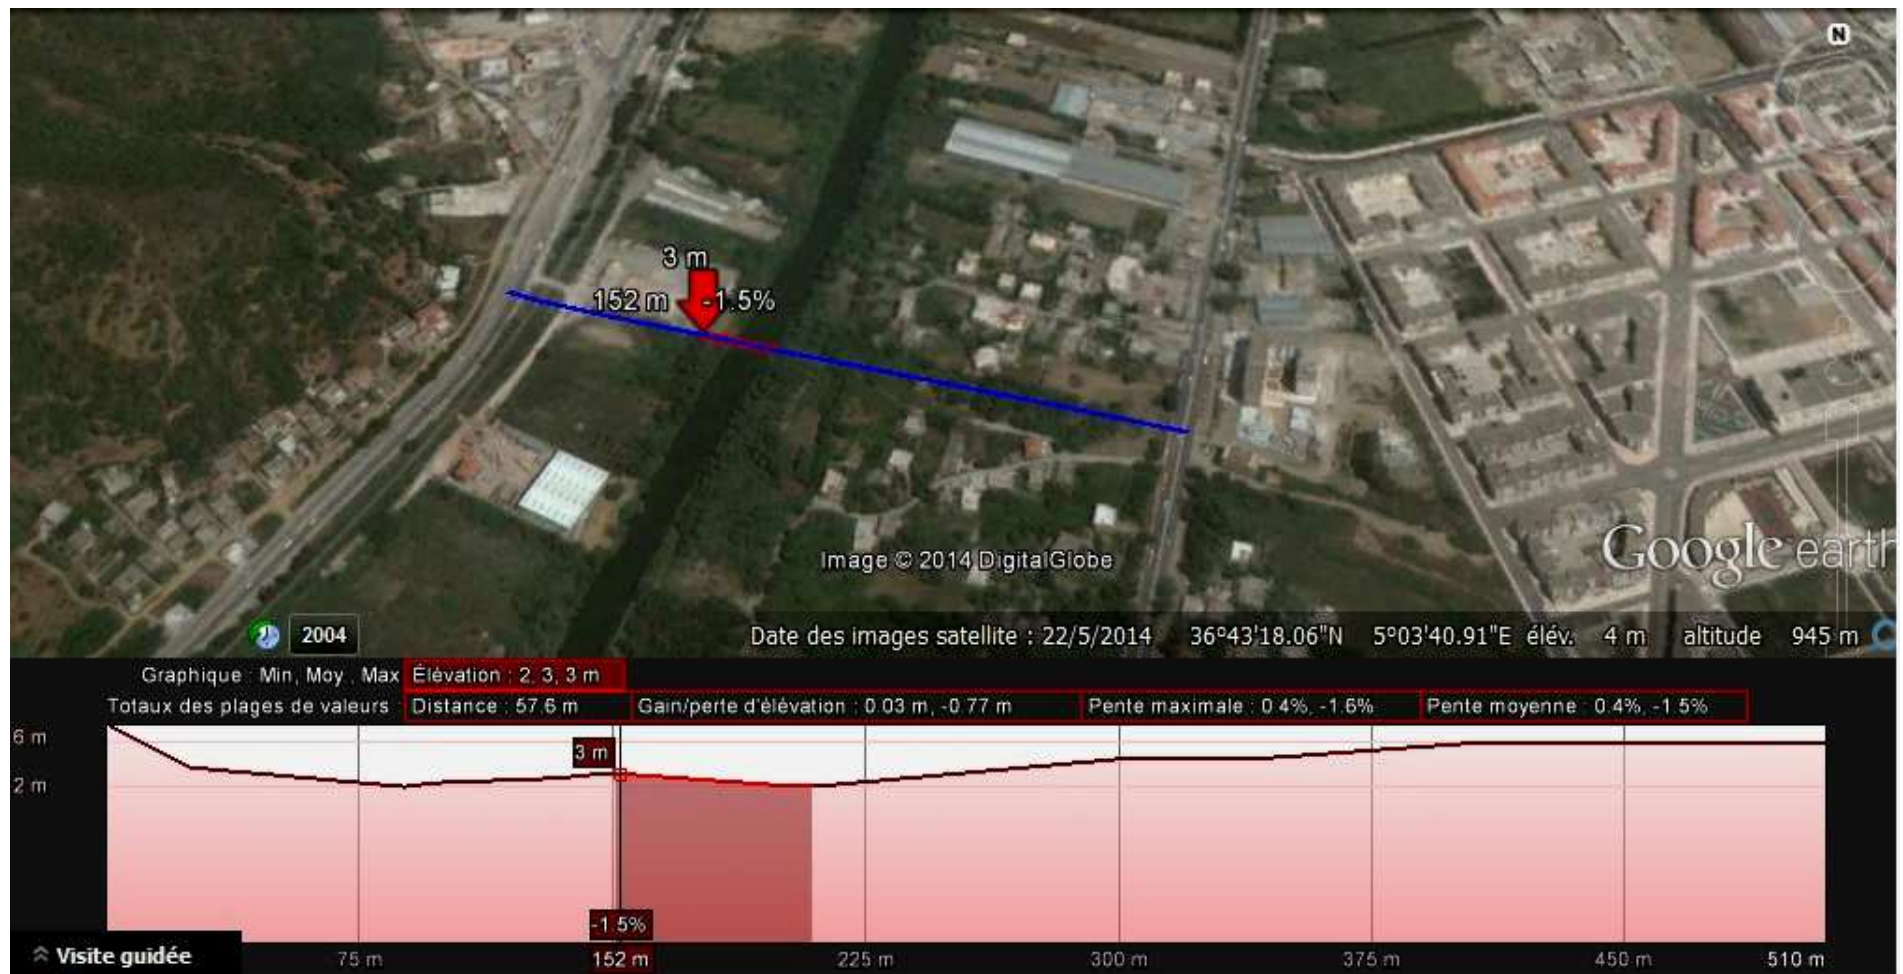 N
3 m
152 m -1.5%
Image © 2014 DigitalGlobe
Google earth
2004
Date des images satellite : 22/5/2014 36°43'18.06"N 5°03'40.91"E élév. 4 m altitude 945 m
Graphique : Min, Moy, Max Élévation : 2, 3, 3 m
Totaux des plages de valeurs : Distance : 57.6 m Gain/perte d'élévation : 0.03 m, -0.77 m Pente maximale : 0.4%, -1.6% Pente moyenne : 0.4%, -1.5%
6 m
3 m
2 m
-1.5%
Visite guidée
75 m 152 m 225 m 300 m 375 m 450 m 510 m